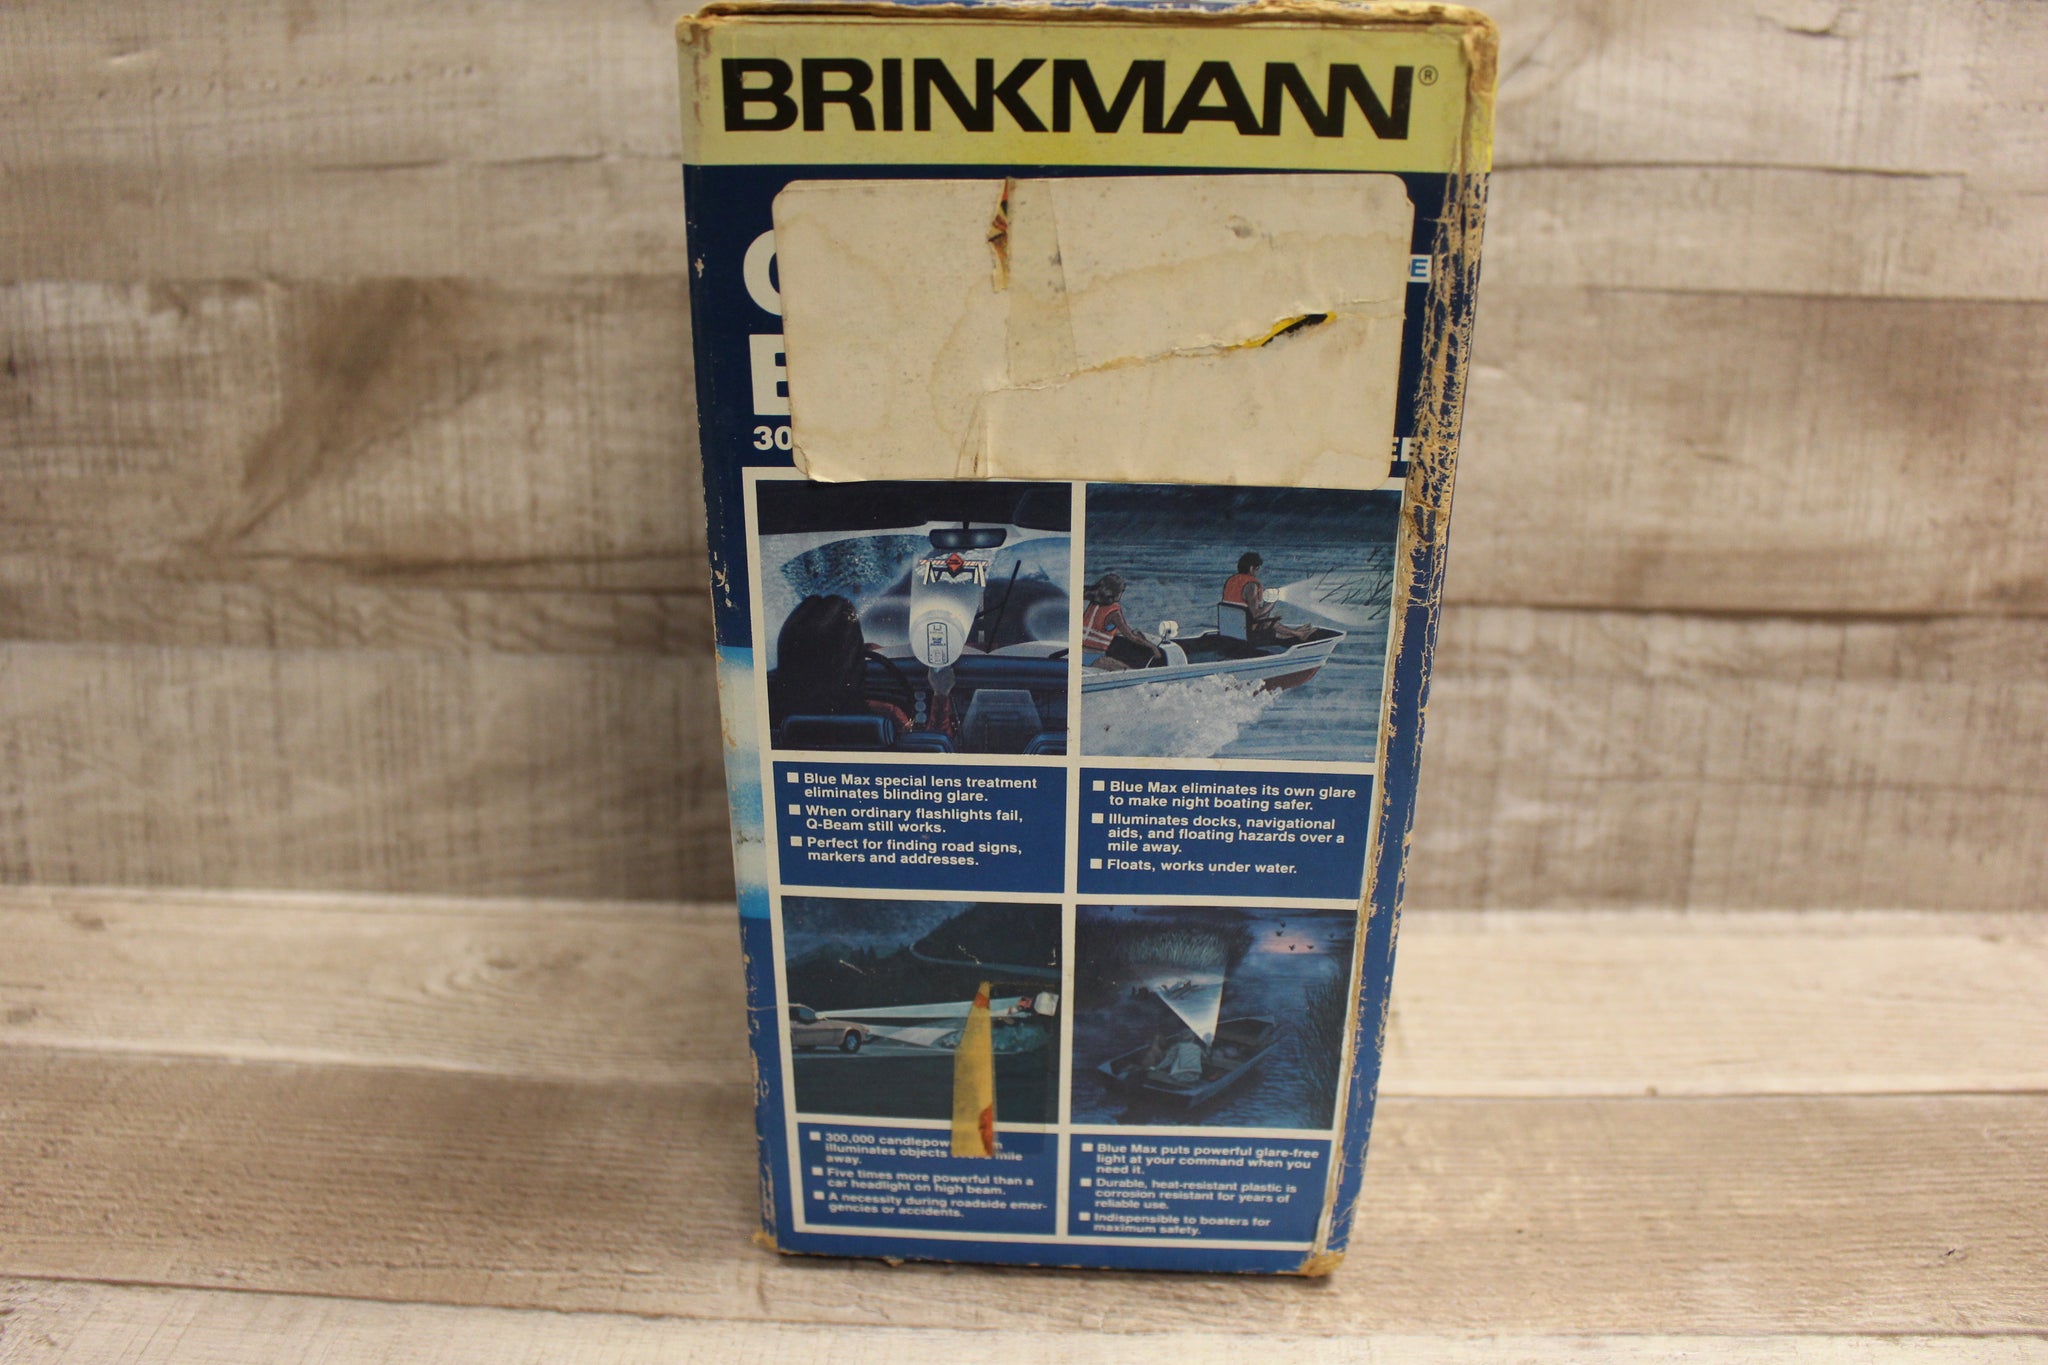 BRINKMANN®
30
■ Blue Max special lens treatment
eliminates blinding glare.
■ When ordinary flashlights fail,
Q-Beam still works.
■ Perfect for finding road signs,
markers and addresses.
■ Blue Max eliminates its own glare
to make night boating safer.
■ Illuminates docks, navigational
aids, and floating hazards over a
mile away.
■ Floats, works under water.
■ 300,000 candlepow
illuminates objects mile
away.
■ Five times more powerful than a
car headlight on high beam.
■ A necessity during roadside emer-
gencies or accidents.
■ Blue Max puts powerful glare-free
light at your command when you
need it.
■ Durable, heat-resistant plastic is
corrosion resistant for years of
reliable use.
■ Indispensible to boaters for
maximum safety.